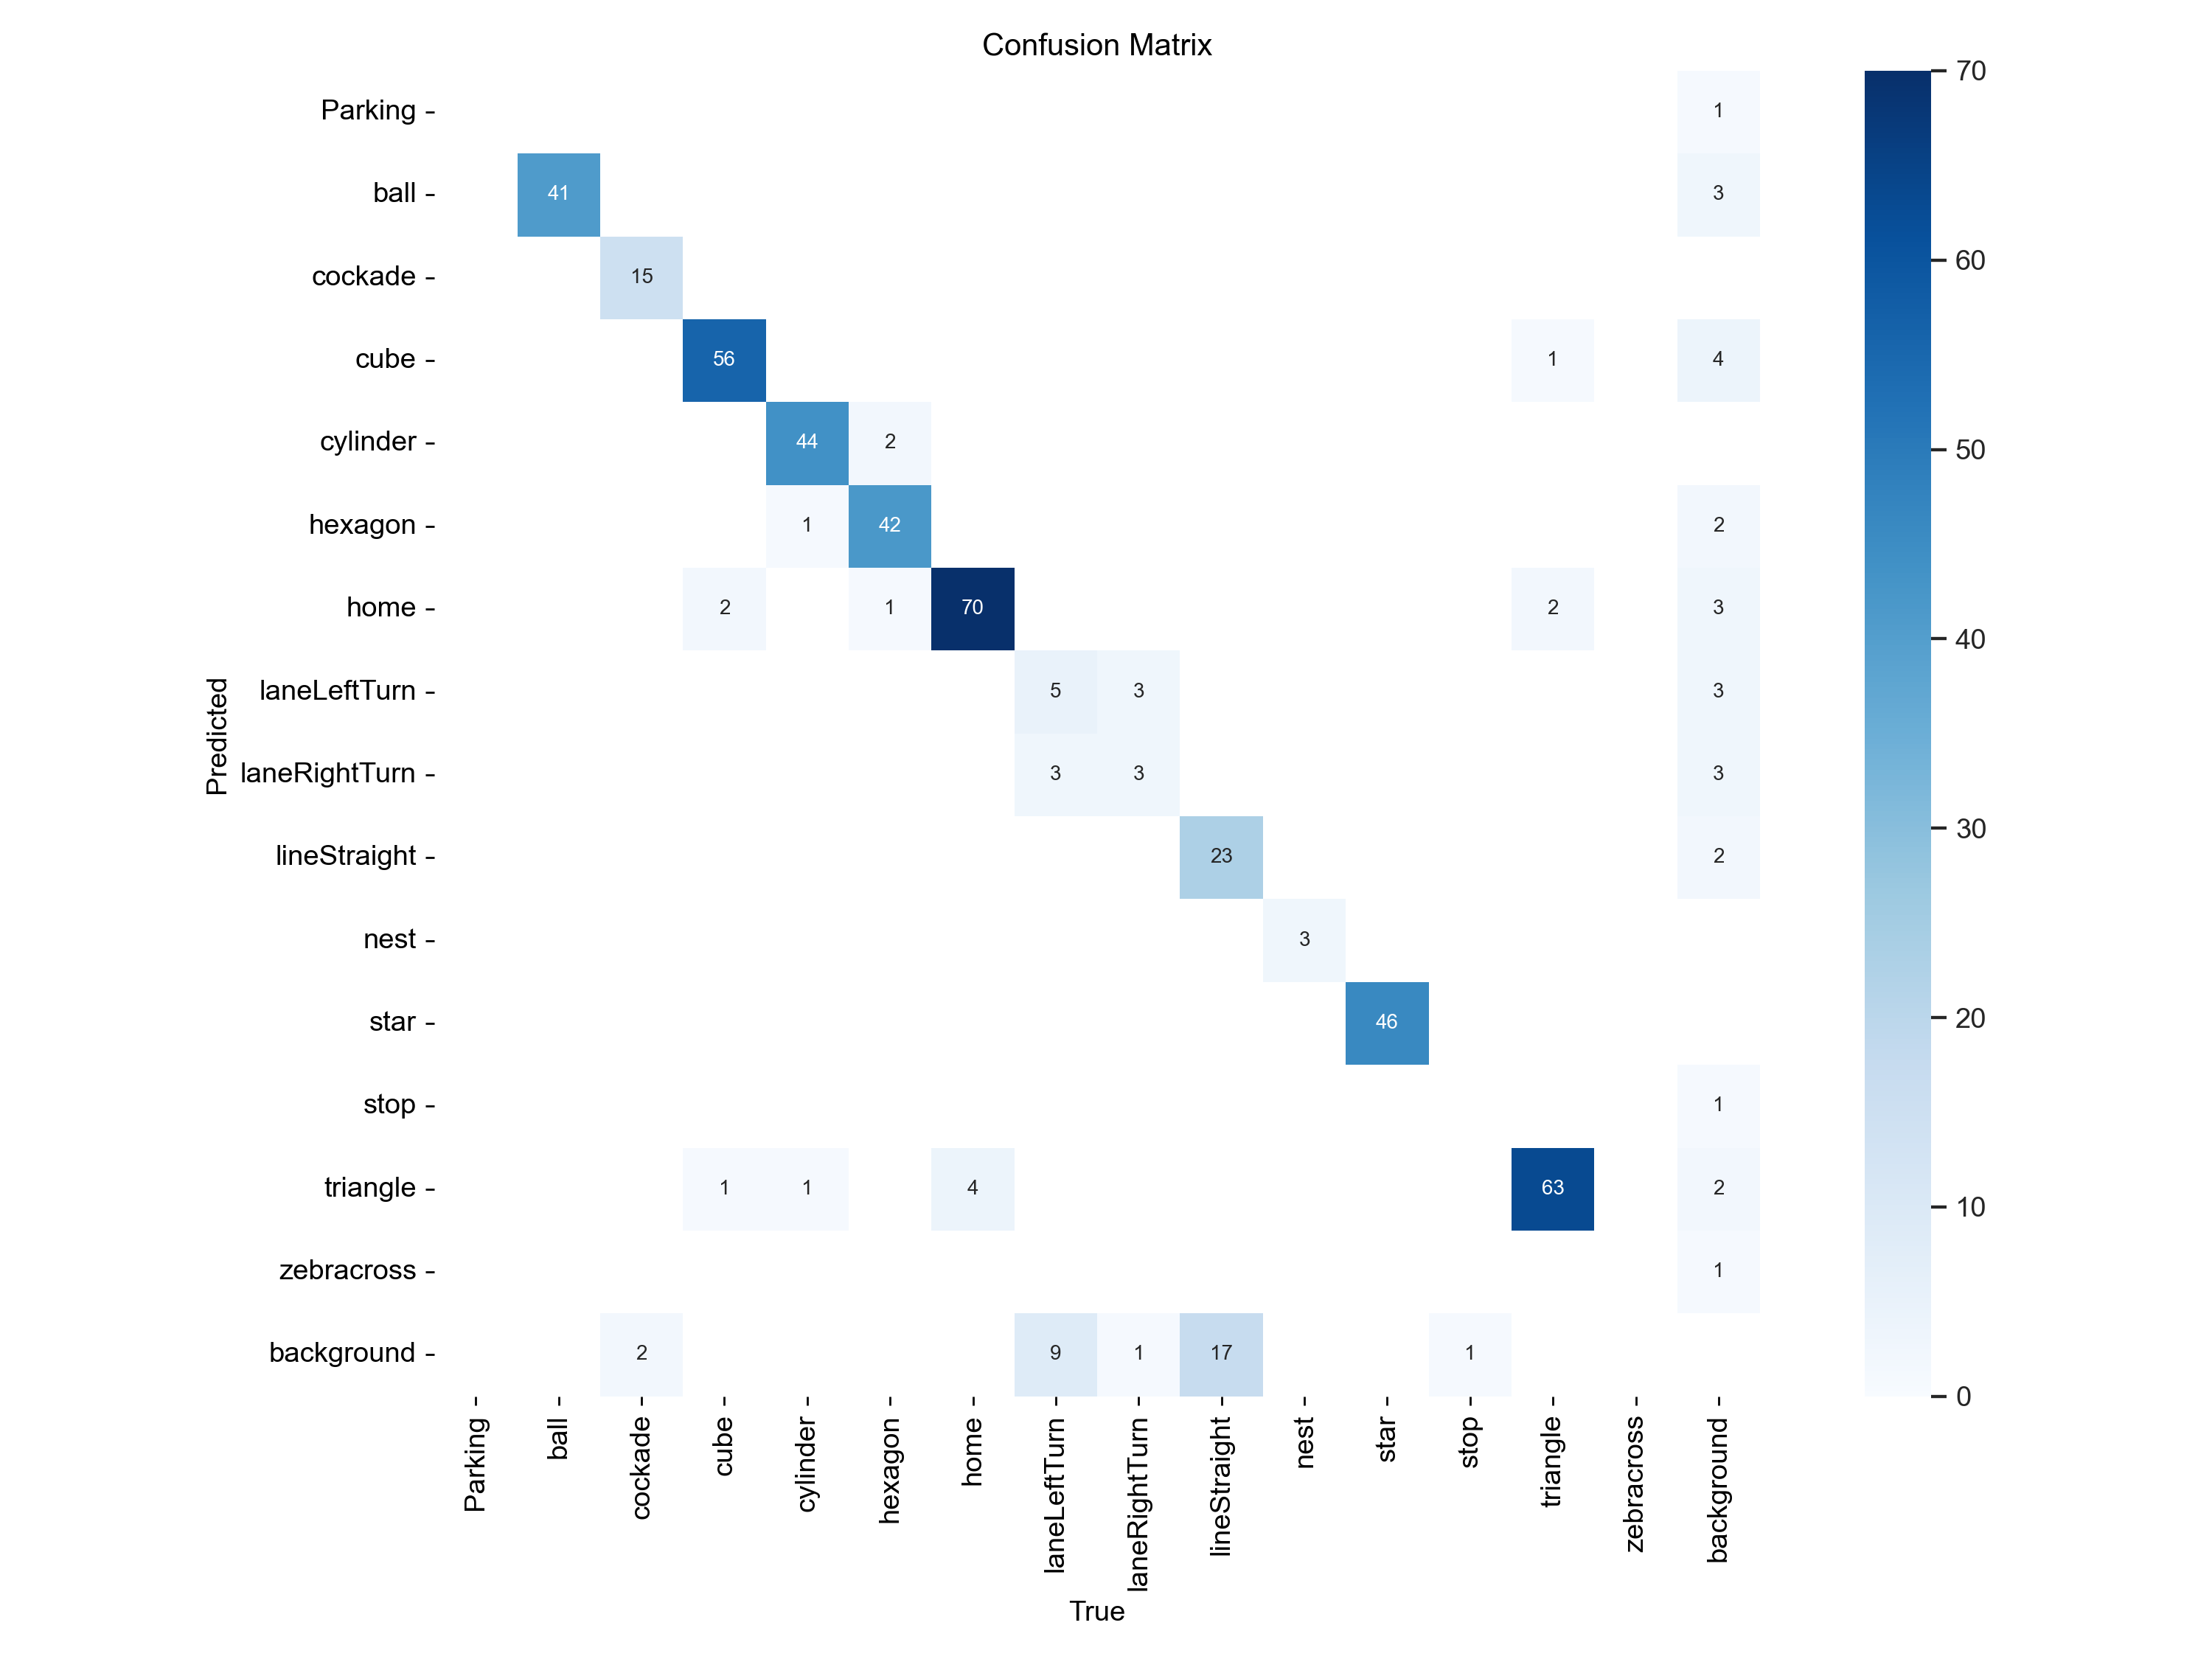 Confusion Matrix
Parking 1
ball 41 3
cockade 15
cube 56 1 4
cylinder 44 2
hexagon 1 42 2
home 2 1 70 2 3
laneLeftTurn 5 3 3
laneRightTurn 3 3 3
lineStraight 23 2
nest 3
star 46
stop 1
triangle 1 1 4 63 2
zebracross 1
background 2 9 1 17 1
Predicted
Parking ball cockade cube cylinder hexagon home laneLeftTurn laneRightTurn lineStraight nest star stop triangle zebracross background
True
70
60
50
40
30
20
10
0